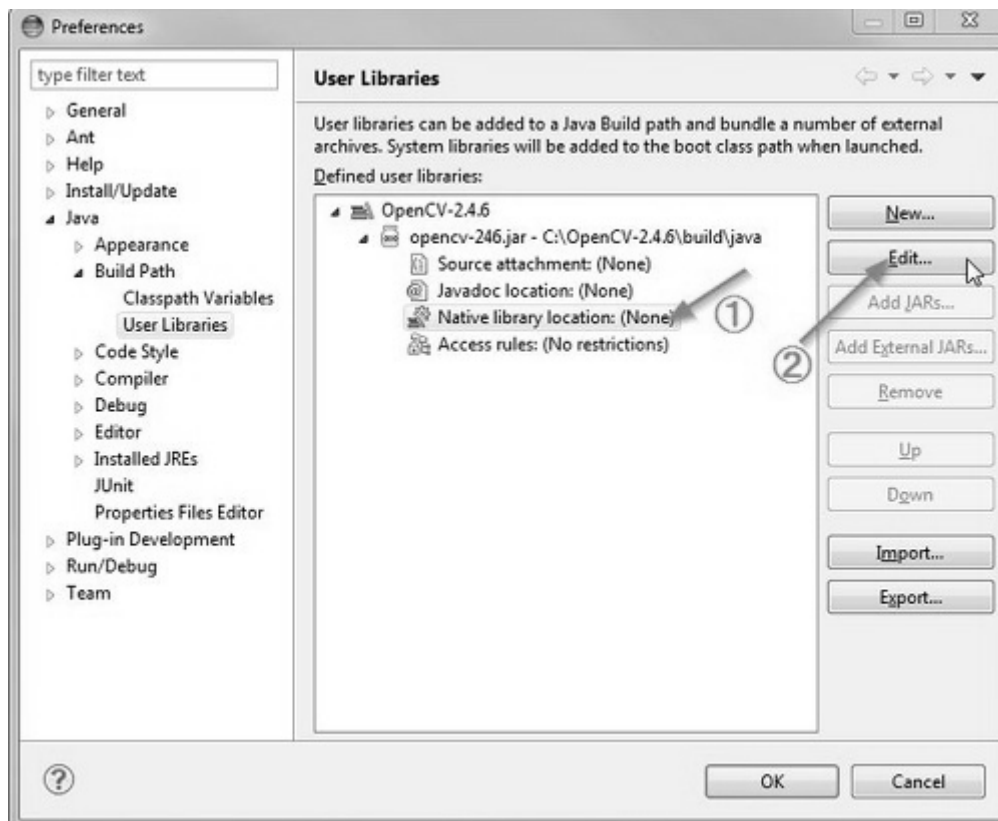 Preferences
type filter text
General
Ant
Help
Install/Update
Java
Appearance
Build Path
Classpath Variables
User Libraries
Code Style
Compiler
Debug
Editor
Installed JREs
JUnit
Properties Files Editor
Plug-in Development
Run/Debug
Team
User Libraries
User libraries can be added to a Java Build path and bundle a number of external
archives. System libraries will be added to the boot class path when launched.
Defined user libraries:
OpenCV-2.4.6
opencv-246.jar - C:\OpenCV-2.4.6\build\java
Source attachment: (None)
Javadoc location: (None)
Native library location: (None)
Access rules: (No restrictions)
①
②
New...
Edit...
Add JARs...
Add External JARs...
Remove
Up
Down
Import...
Export...
?
OK
Cancel